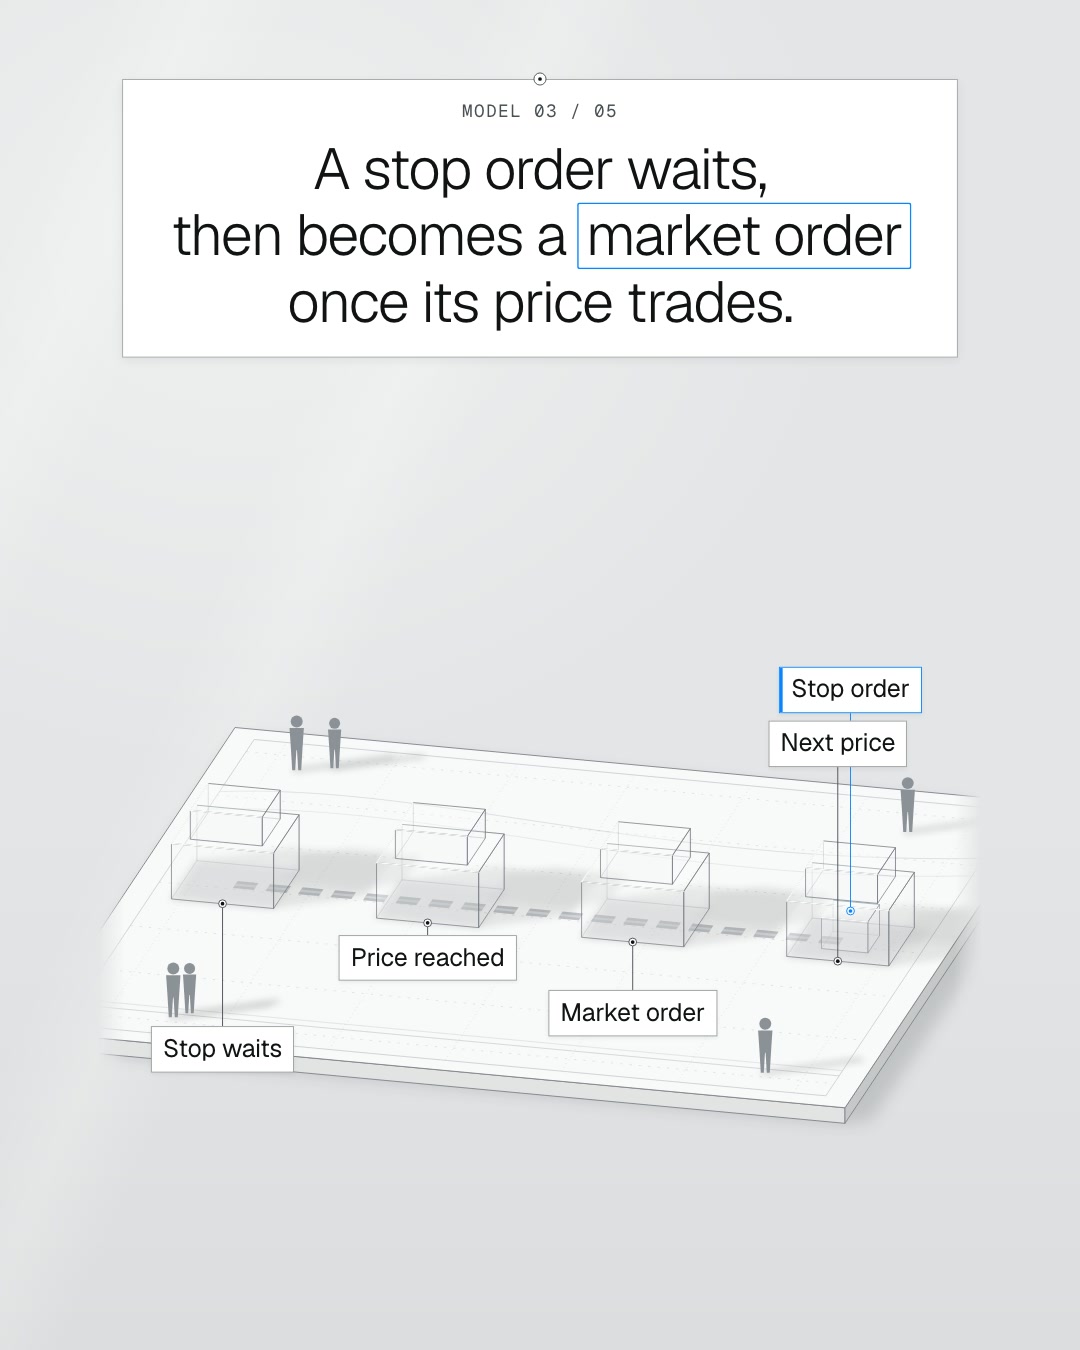 MODEL 03 / 05
A stop order waits,
then becomes a market order
once its price trades.
Stop order
Next price
Price reached
Market order
Stop waits